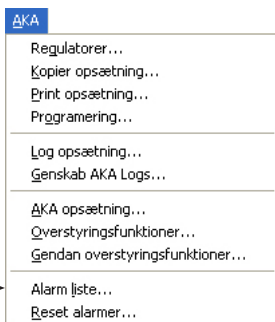 AKA
Regulatorer...
Kopier opsætning...
Print opsætning...
Programering...
Log opsætning...
Genskab AKA Logs...
AKA opsætning...
Overstyringsfunktioner...
Gendan overstyringsfunktioner...
Alarm liste...
Reset alarmer...